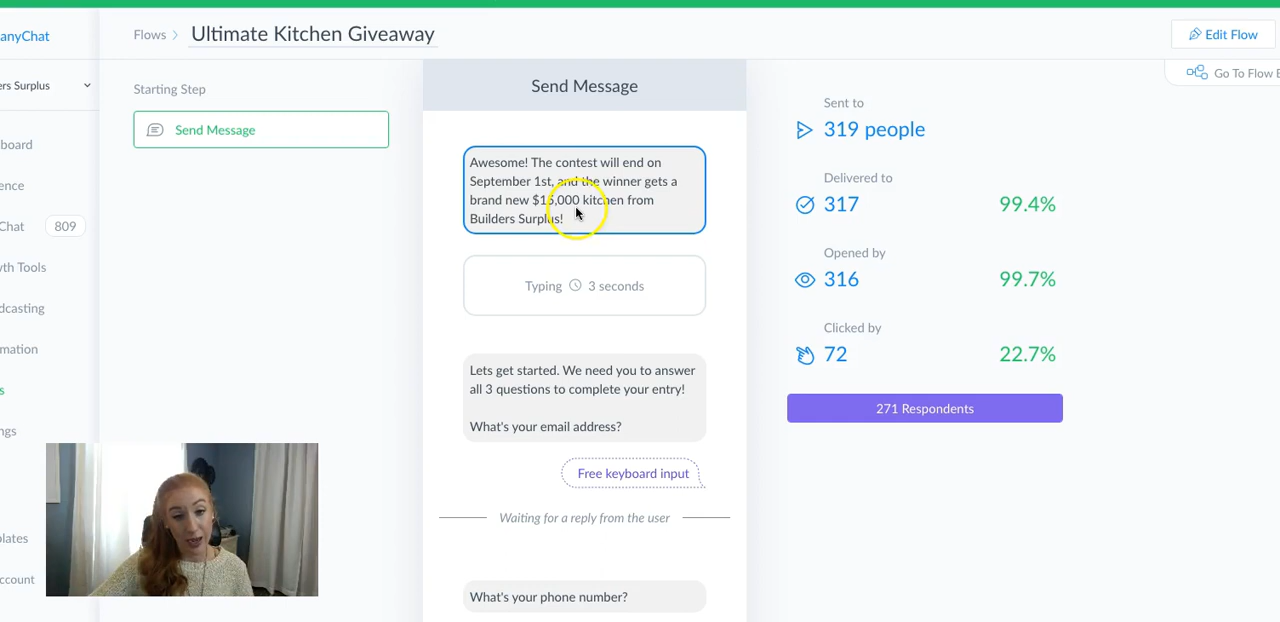 anyChat
Flows
Ultimate Kitchen Giveaway
Edit Flow
ers Surplus
Starting Step
Send Message
Go To Flow E
Send Message
board
ence
Chat 809
vth Tools
dcasting
mation
s
ngs
plates
ccount
Awesome! The contest will end on
September 1st, and the winner gets a
brand new $15,000 kitchen from
Builders Surplus!
Typing 3 seconds
Lets get started. We need you to answer
all 3 questions to complete your entry!
What's your email address?
Free keyboard input
Waiting for a reply from the user
What's your phone number?
Sent to
319 people
Delivered to
317 99.4%
Opened by
316 99.7%
Clicked by
72 22.7%
271 Respondents